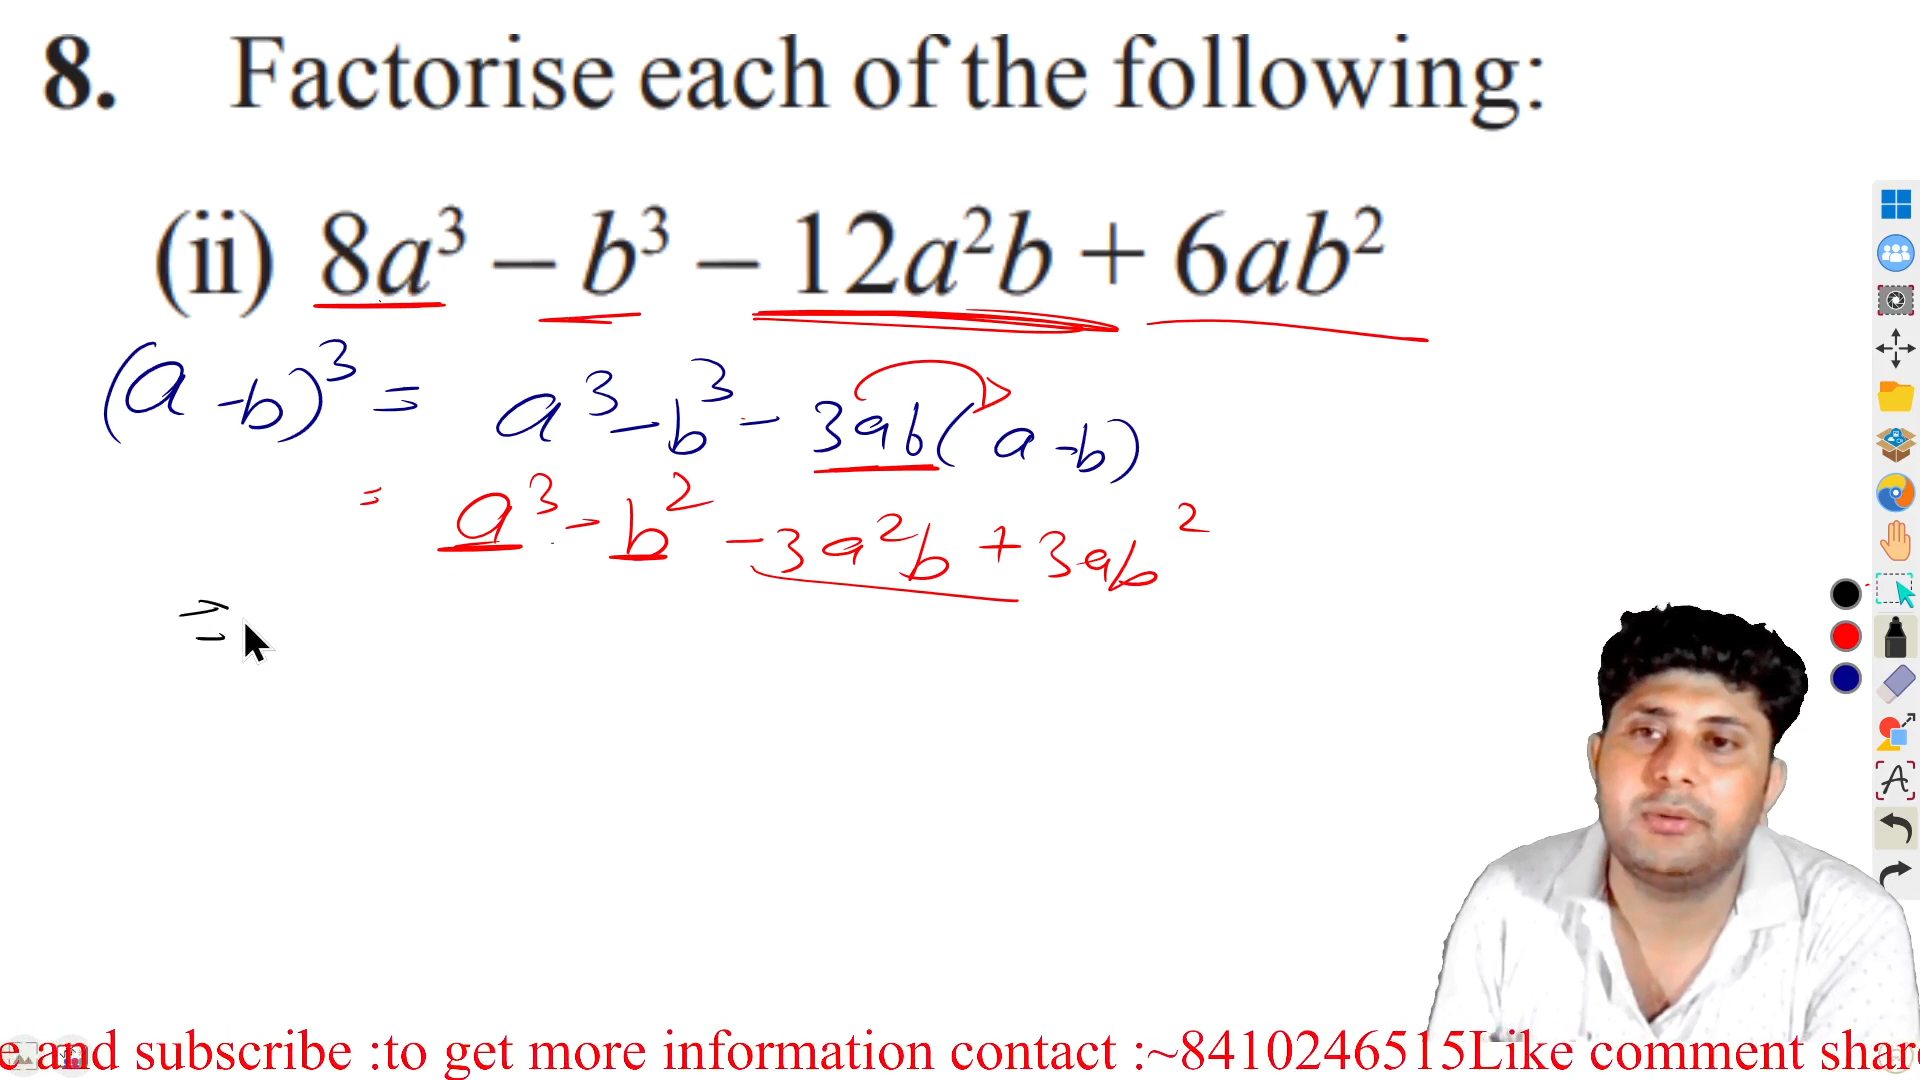 8. Factorise each of the following:
(ii) 8a³ – b³ – 12a²b + 6ab²
(a -b)³ = a³ - b³ - 3ab(a -b)
= a³ - b² - 3a²b + 3ab²
=
e and subscribe :to get more information contact :~8410246515Like comment shar